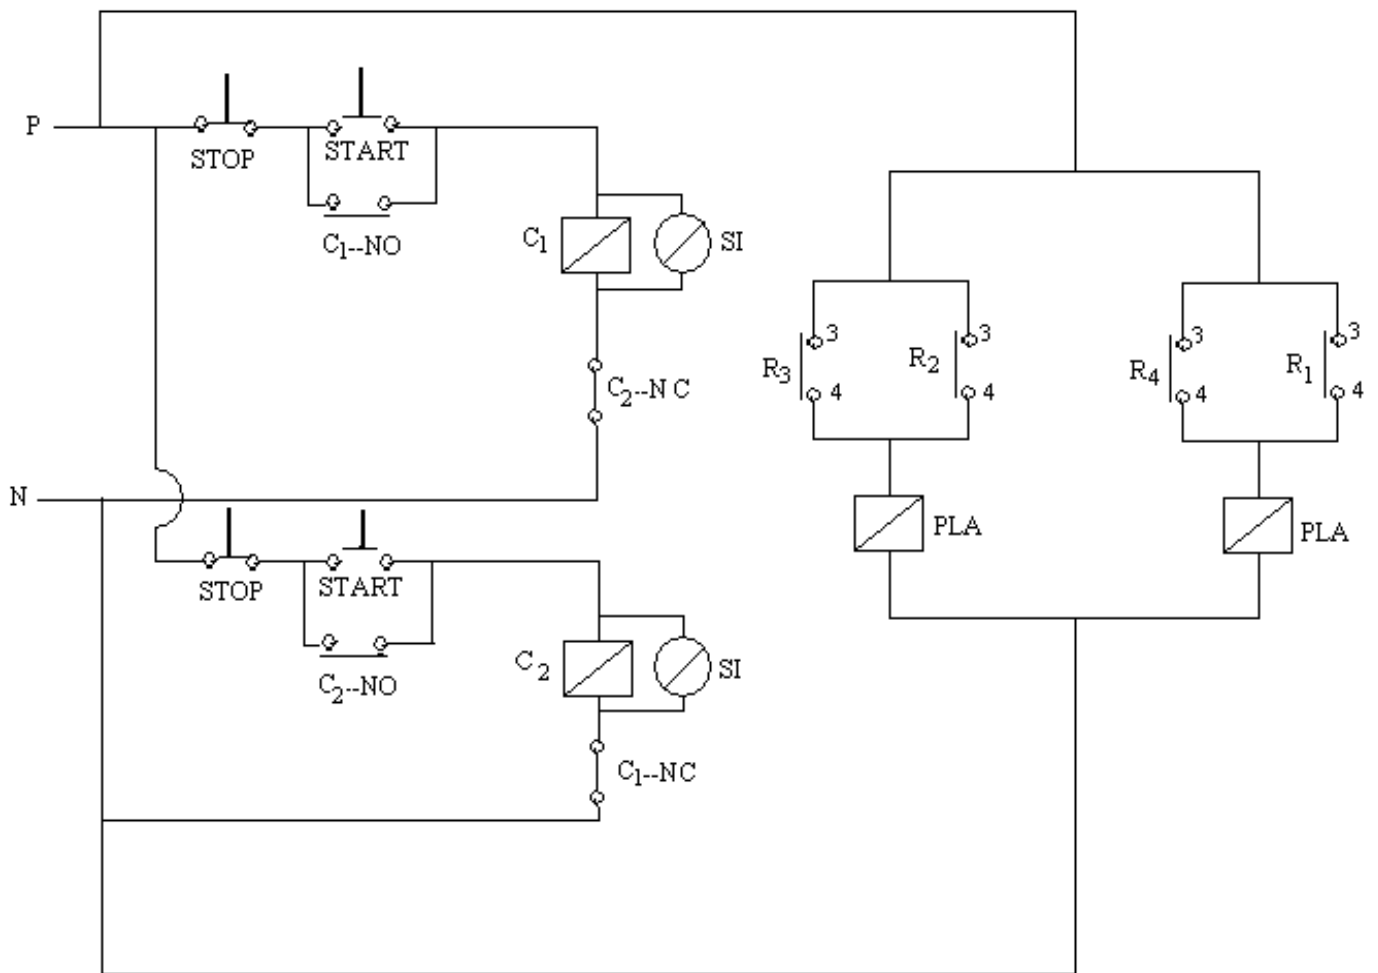 P
STOP
START
C1--NO
C1
SI
C2--NC
R3
3
4
R2
3
4
R4
3
4
R1
3
4
N
STOP
START
C2--NO
C2
SI
C1--NC
PLA
PLA